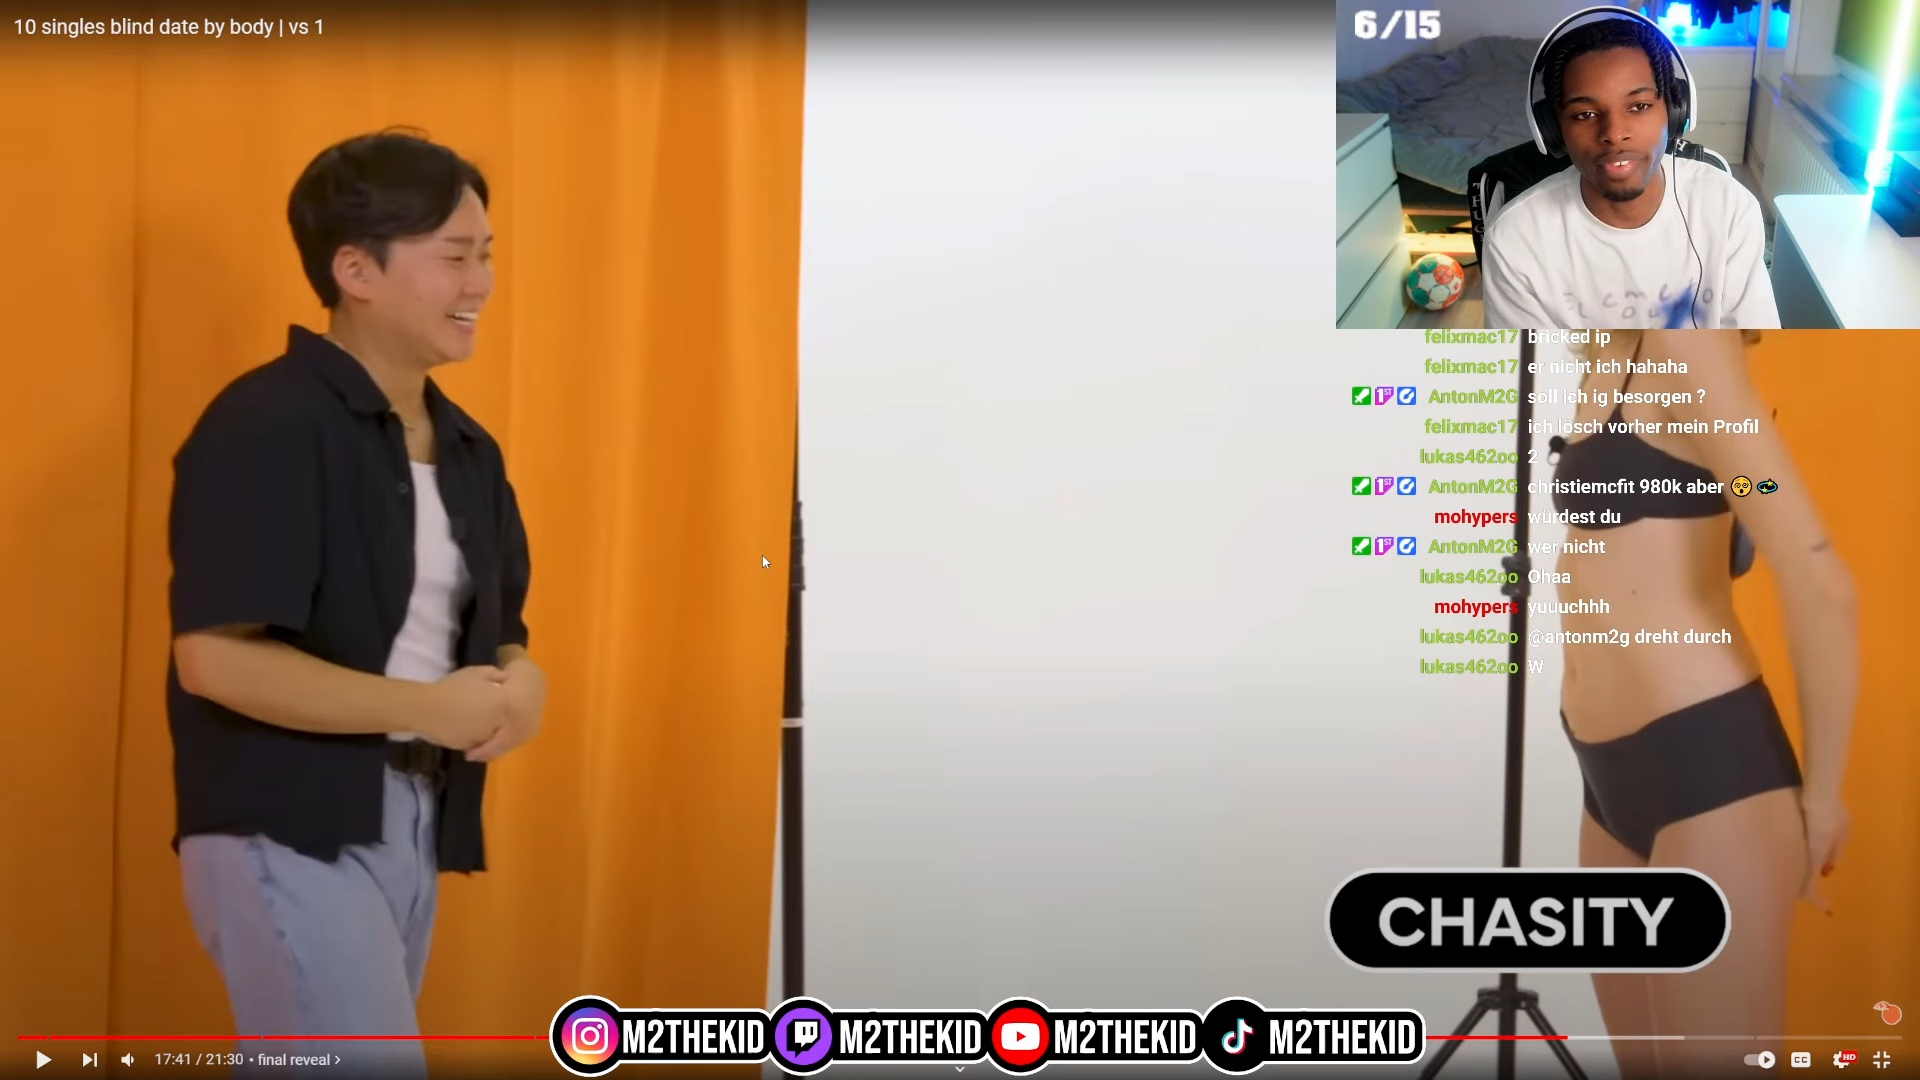 10 singles blind date by body | vs 1
6/15
felixmac17 bricked ip
felixmac17 er nicht ich hahaha
AntonM2G soll ich ig besorgen ?
felixmac17 ich lösch vorher mein Profil
lukas462oo 2
AntonM2G christiemcfit 980k aber 😵‍💫
mohypers würdest du
AntonM2G wer nicht
lukas462oo Ohaa
mohypers yuuuchhh
lukas462oo @antonm2g dreht durch
lukas462oo W
CHASITY
M2THEKID M2THEKID M2THEKID M2THEKID
17:41 / 21:30 • final reveal >
CC HD